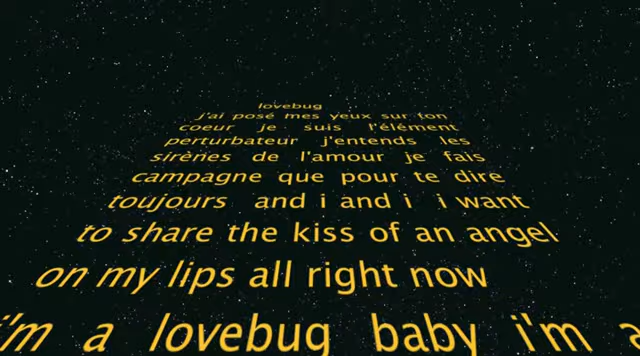 lovebug
j'ai posé mes yeux sur ton
coeur je suis l'élément
perturbateur j'entends les
sirènes de l'amour je fais
campagne que pour te dire
toujours and i and i i want
to share the kiss of an angel
on my lips all right now
i'm a lovebug baby i'm a